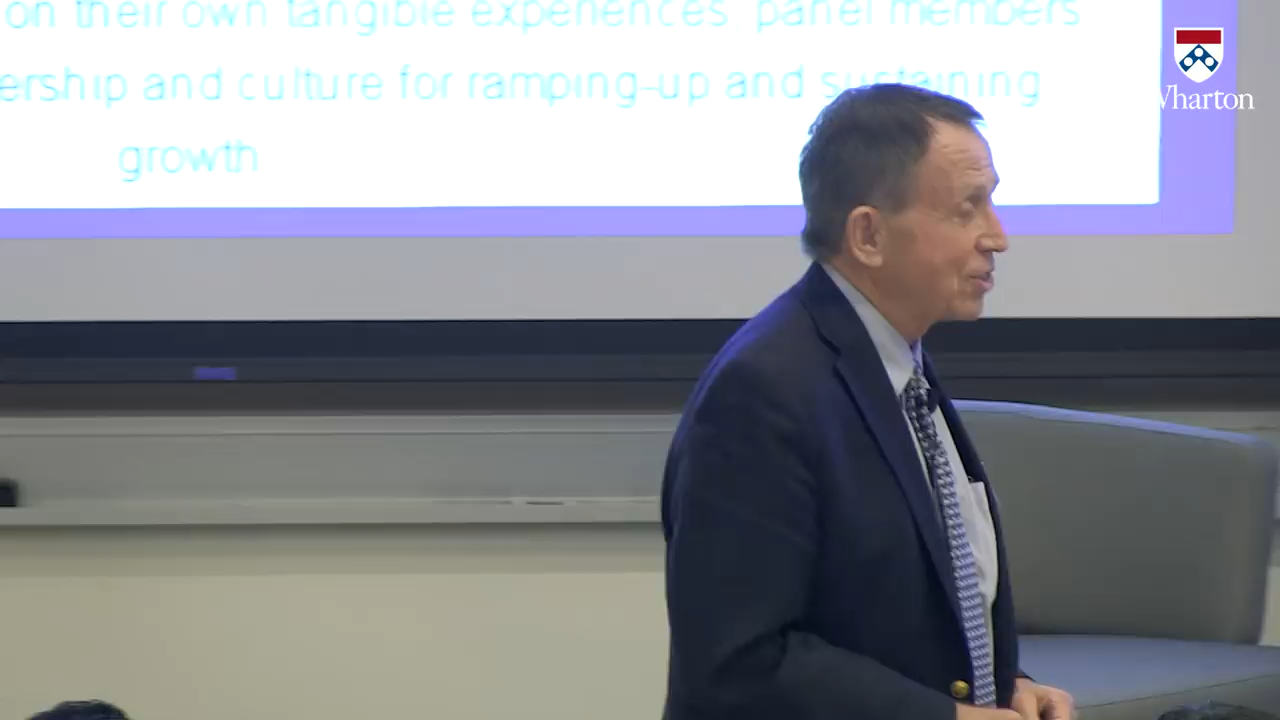 on their own tangible experiences panel members
ership and culture for ramping-up and sustaining
growth
Wharton